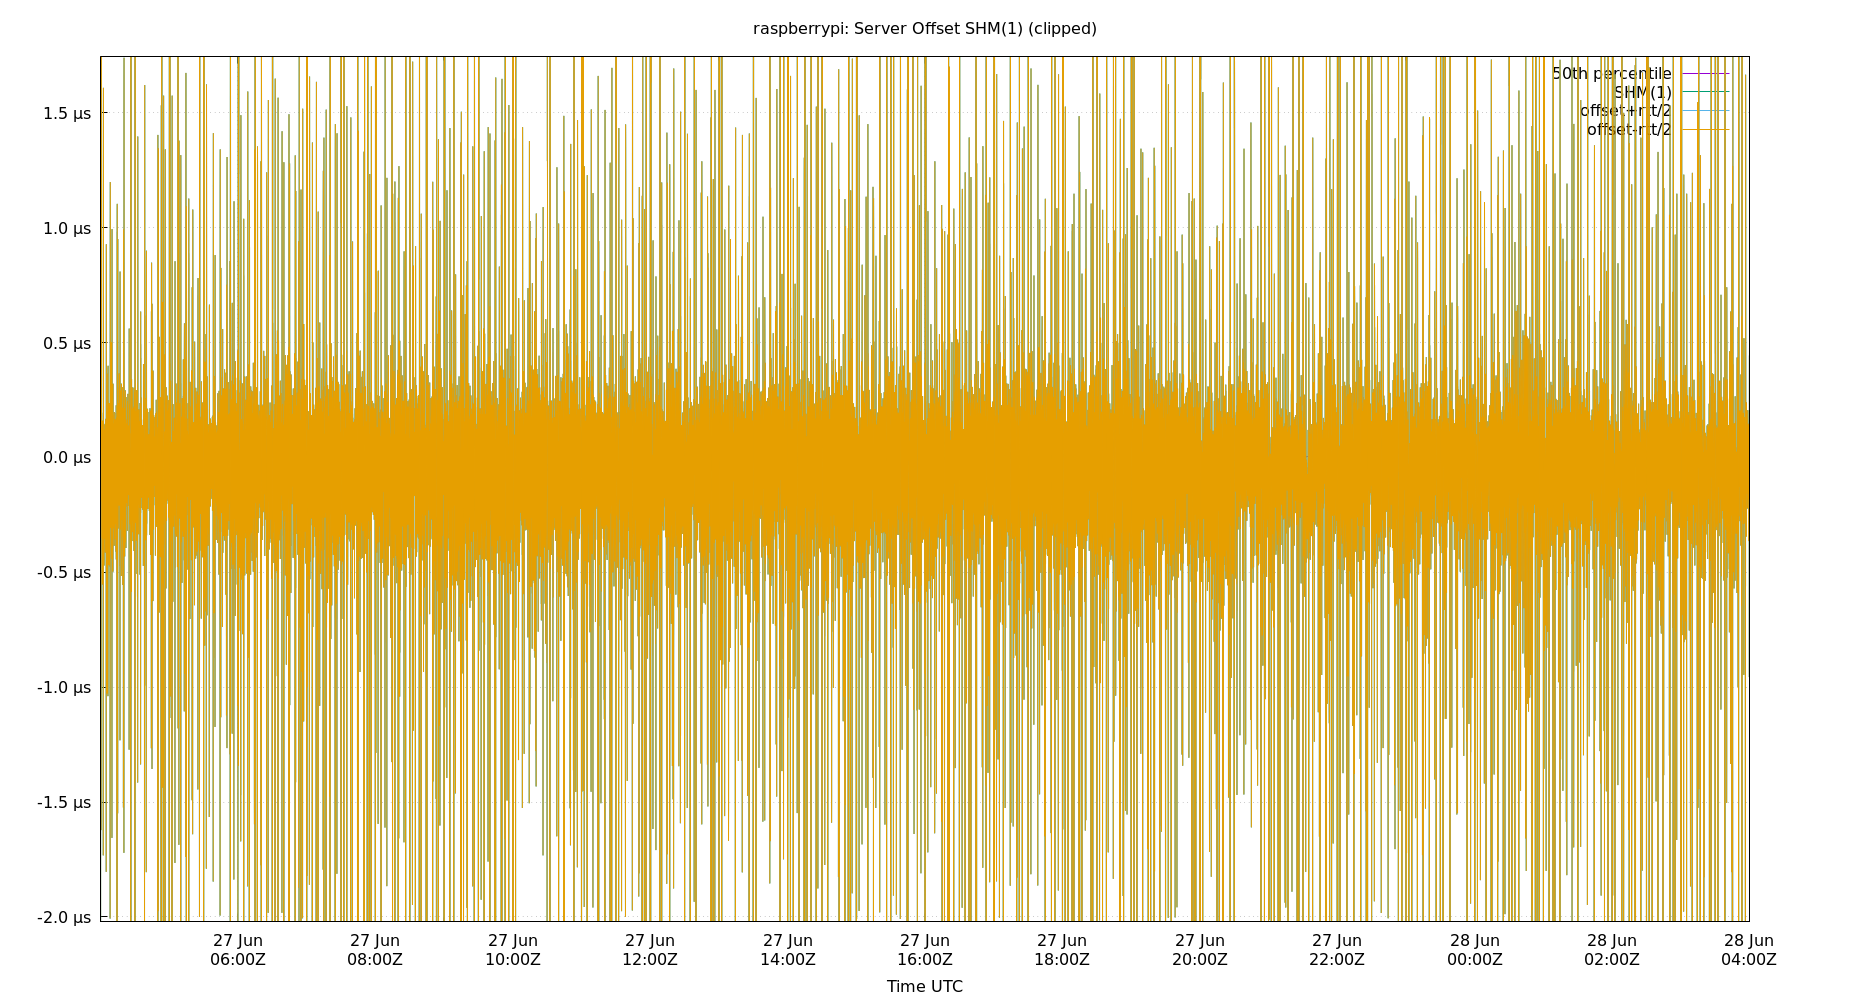 raspberrypi: Server Offset SHM(1) (clipped)
50th percentile
SHM(1)
offset+rtt/2
offset-rtt/2
1.5 µs
1.0 µs
0.5 µs
0.0 µs
-0.5 µs
-1.0 µs
-1.5 µs
-2.0 µs
27 Jun 27 Jun 27 Jun 27 Jun 27 Jun 27 Jun 27 Jun 27 Jun 27 Jun 28 Jun 28 Jun 28 Jun
06:00Z 08:00Z 10:00Z 12:00Z 14:00Z 16:00Z 18:00Z 20:00Z 22:00Z 00:00Z 02:00Z 04:00Z
Time UTC